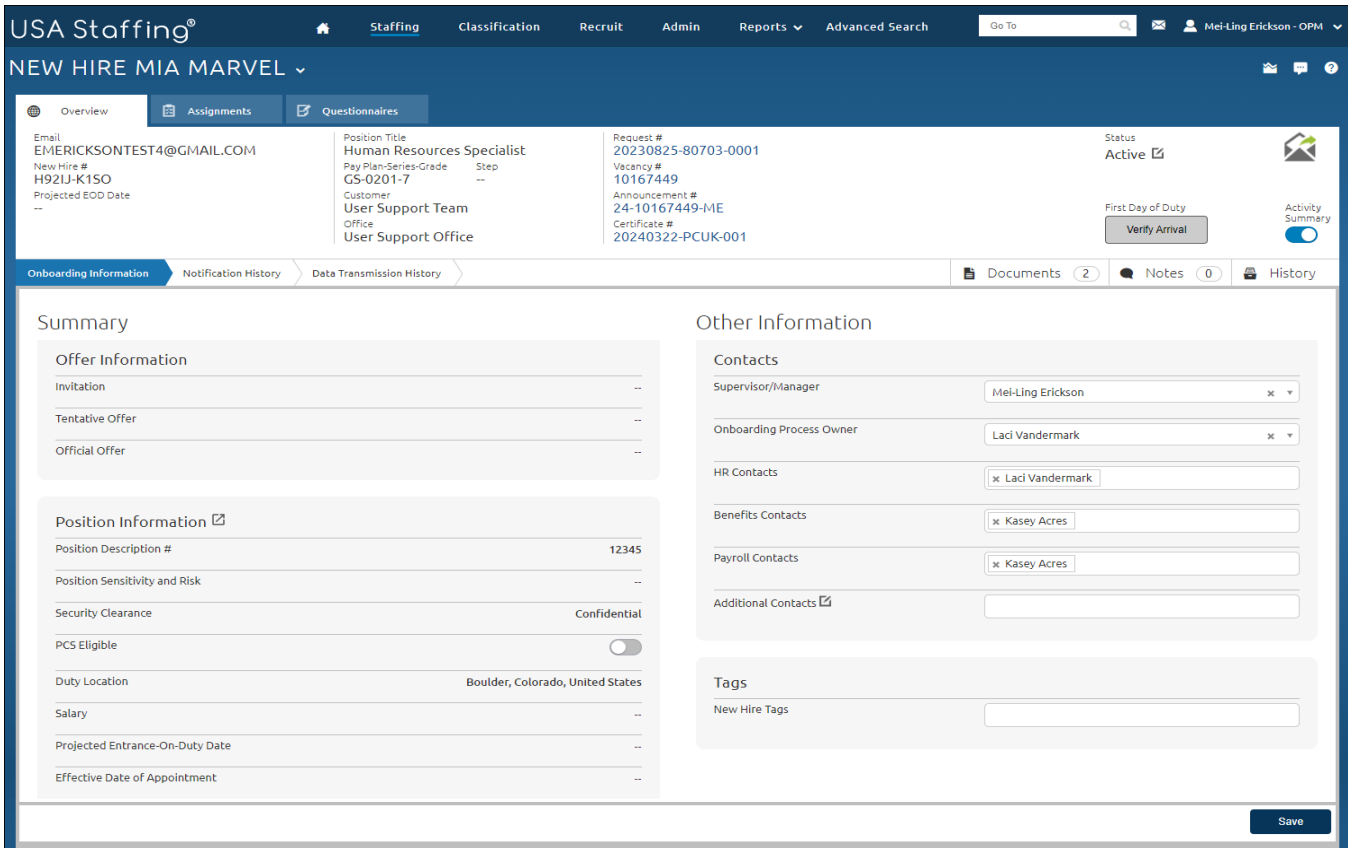 USA Staffing®
Staffing Classification Recruit Admin Reports Advanced Search Go To Mei-Ling Erickson - OPM
NEW HIRE MIA MARVEL
Overview Assignments Questionnaires
Email
EMERICKSONTEST4@GMAIL.COM
New Hire #
H92IJ-K1SO
Projected EOD Date
--
Position Title
Human Resources Specialist
Pay Plan-Series-Grade Step
GS-0201-7 --
Customer
User Support Team
Office
User Support Office
Request #
20230825-80703-0001
Vacancy #
10167449
Announcement #
24-10167449-ME
Certificate #
20240322-PCUK-001
Status
Active
First Day of Duty
Verify Arrival
Activity
Summary
Onboarding Information Notification History Data Transmission History Documents 2 Notes 0 History
Summary
Offer Information
Invitation --
Tentative Offer --
Official Offer --
Position Information
Position Description # 12345
Position Sensitivity and Risk --
Security Clearance Confidential
PCS Eligible
Duty Location Boulder, Colorado, United States
Salary --
Projected Entrance-On-Duty Date --
Effective Date of Appointment --
Other Information
Contacts
Supervisor/Manager Mei-Ling Erickson
Onboarding Process Owner Laci Vandermark
HR Contacts Laci Vandermark
Benefits Contacts Kasey Acres
Payroll Contacts Kasey Acres
Additional Contacts
Tags
New Hire Tags
Save